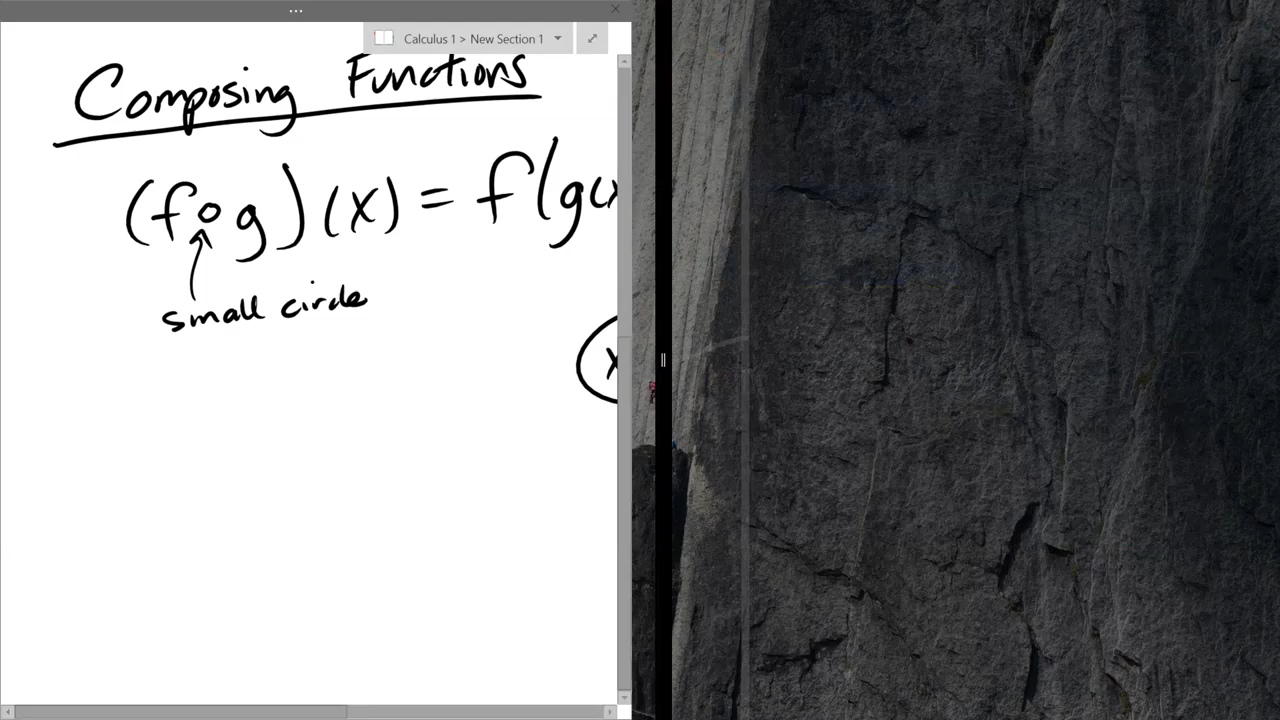 Calculus 1 > New Section 1
Composing Functions
(f∘g)(x) = f(g(x
small circle
x